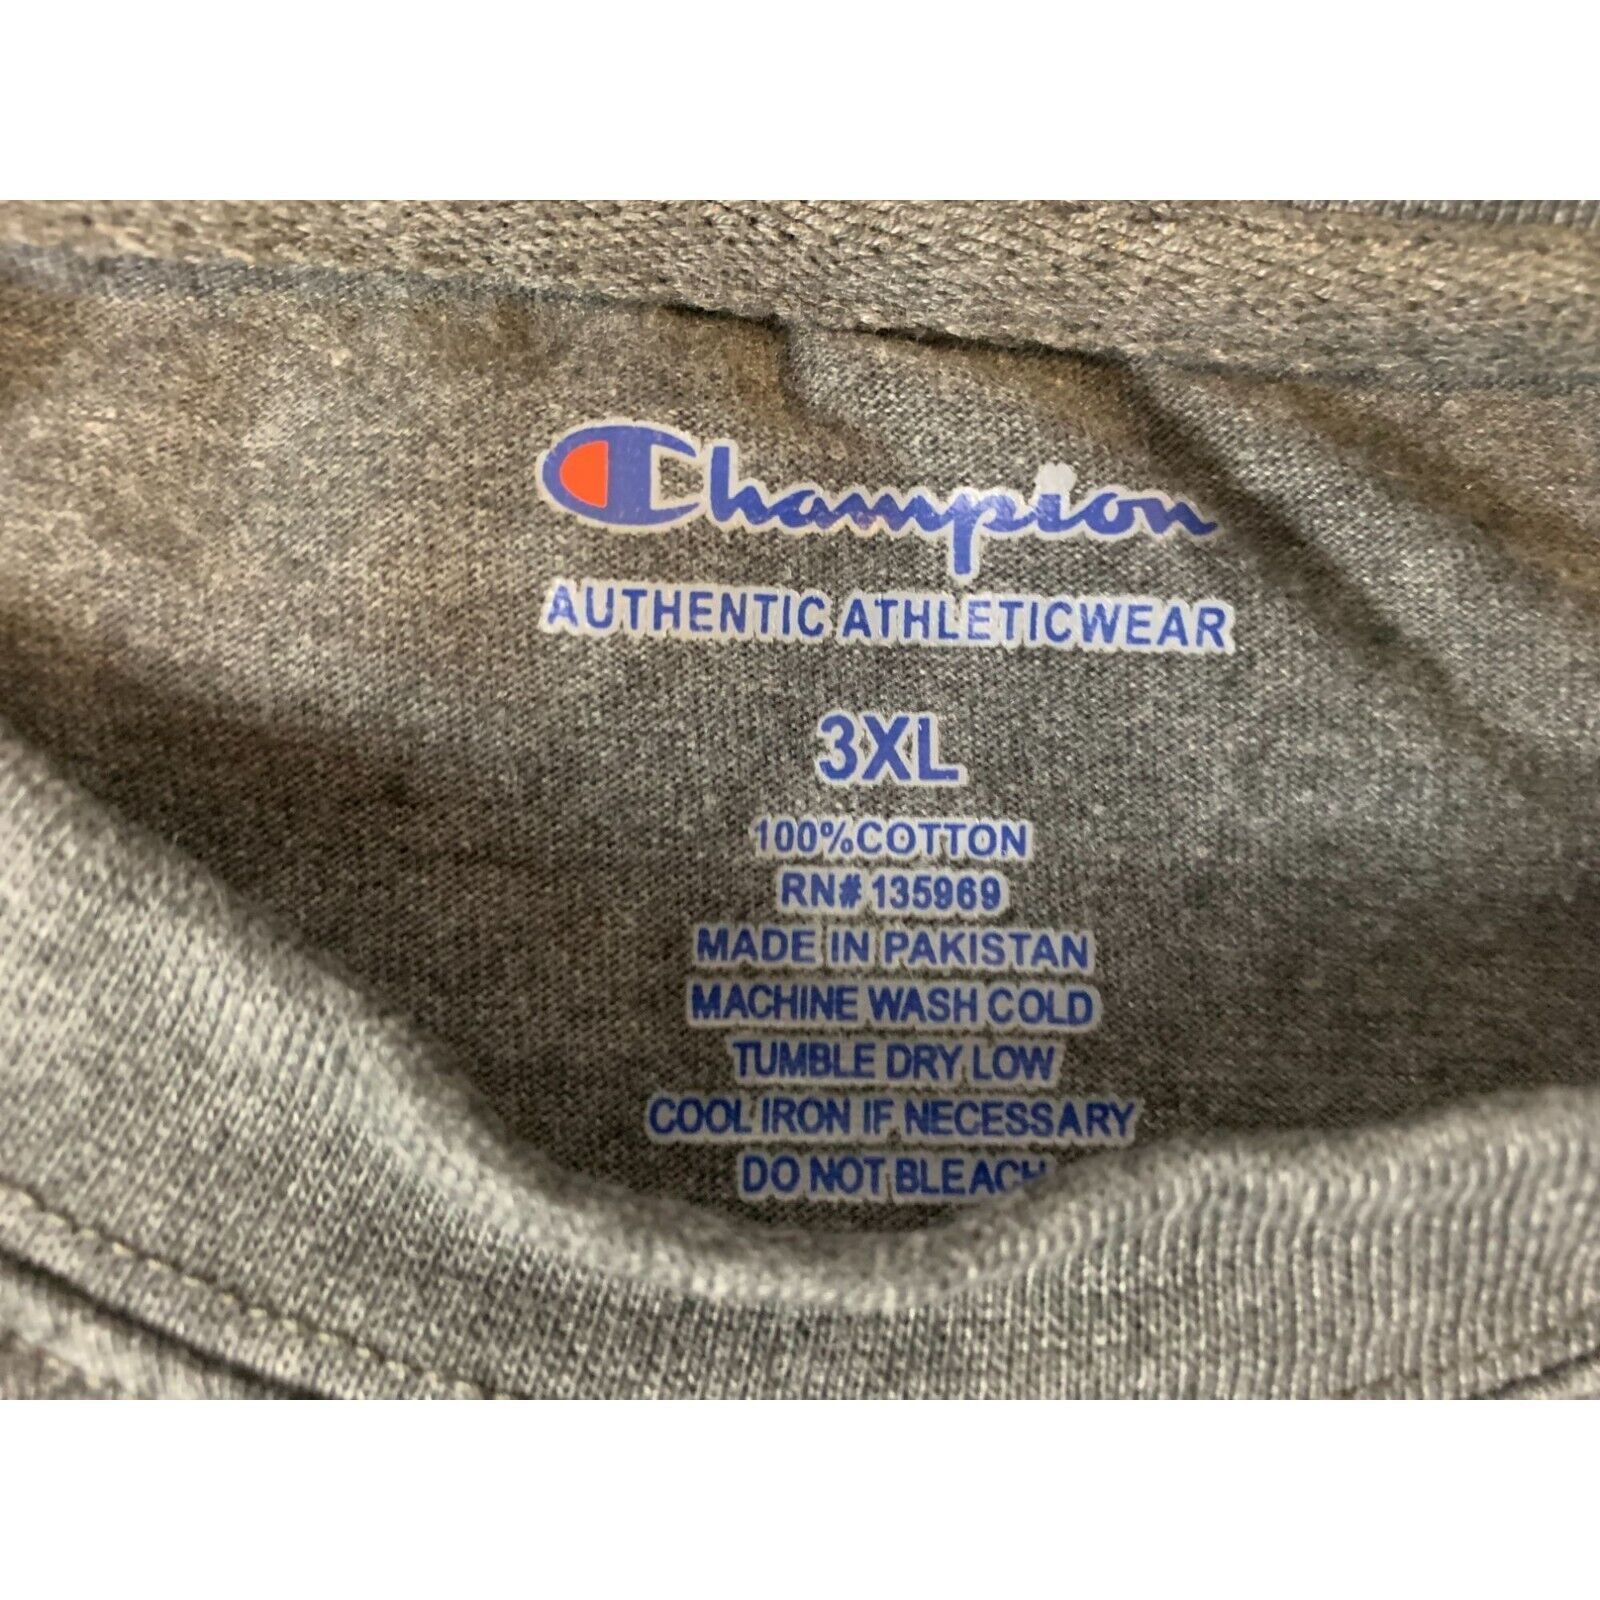 Champion
AUTHENTIC ATHLETICWEAR
3XL
100%COTTON
RN# 135969
MADE IN PAKISTAN
MACHINE WASH COLD
TUMBLE DRY LOW
COOL IRON IF NECESSARY
DO NOT BLEACH